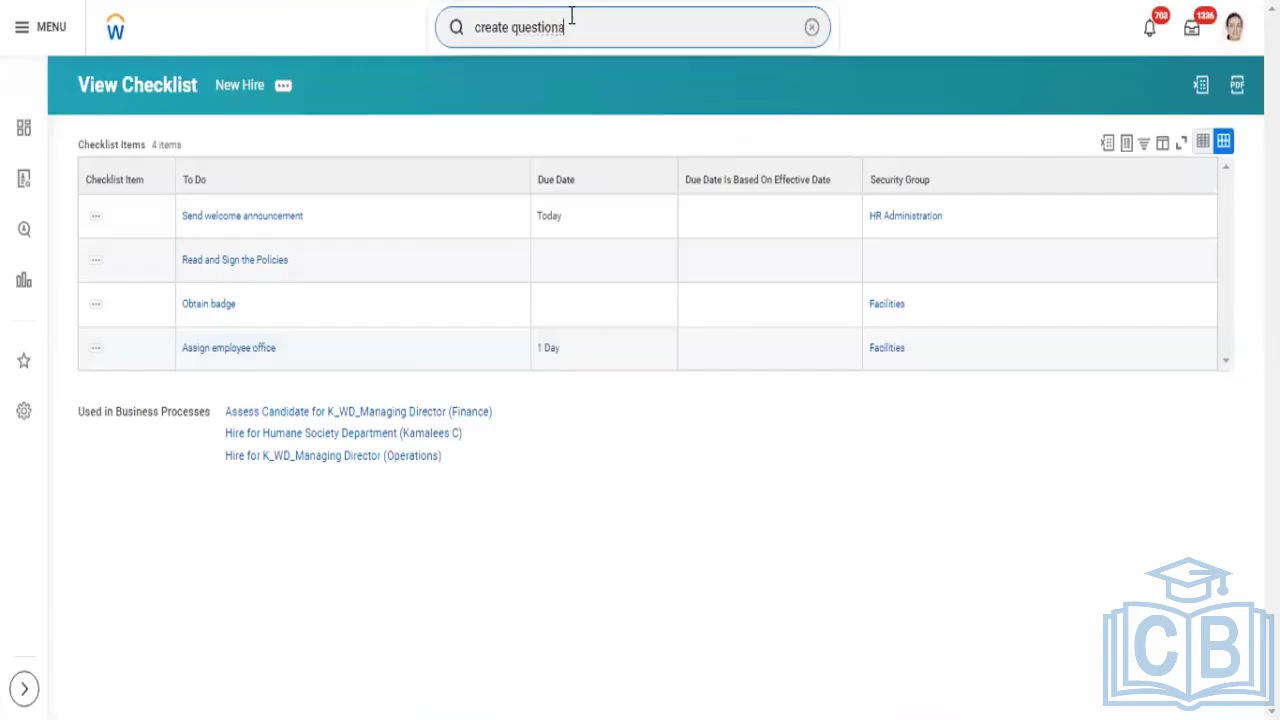 MENU
create questiona
703
1336
View Checklist New Hire
PDF
Checklist Items 4 items
Checklist Item To Do Due Date Due Date Is Based On Effective Date Security Group
Send welcome announcement Today HR Administration
Read and Sign the Policies
Obtain badge Facilities
Assign employee office 1 Day Facilities
Used in Business Processes Assess Candidate for K_WD_Managing Director (Finance)
Hire for Humane Society Department (Kamalees C)
Hire for K_WD_Managing Director (Operations)
CB